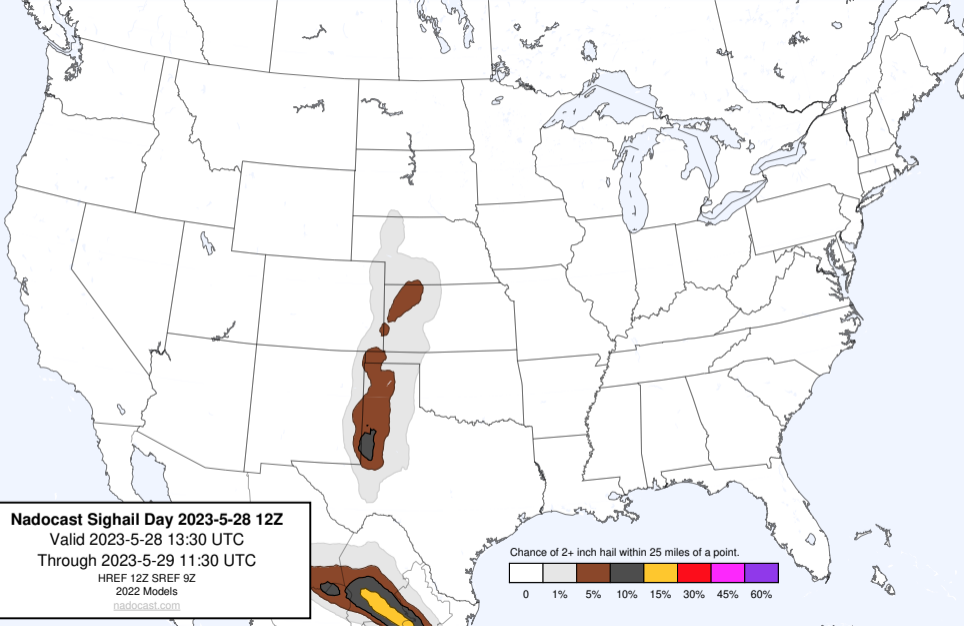 Nadocast Sighail Day 2023-5-28 12Z
Valid 2023-5-28 13:30 UTC
Through 2023-5-29 11:30 UTC
HREF 12Z SREF 9Z
2022 Models
nadocast.com
Chance of 2+ inch hail within 25 miles of a point.
0 1% 5% 10% 15% 30% 45% 60%